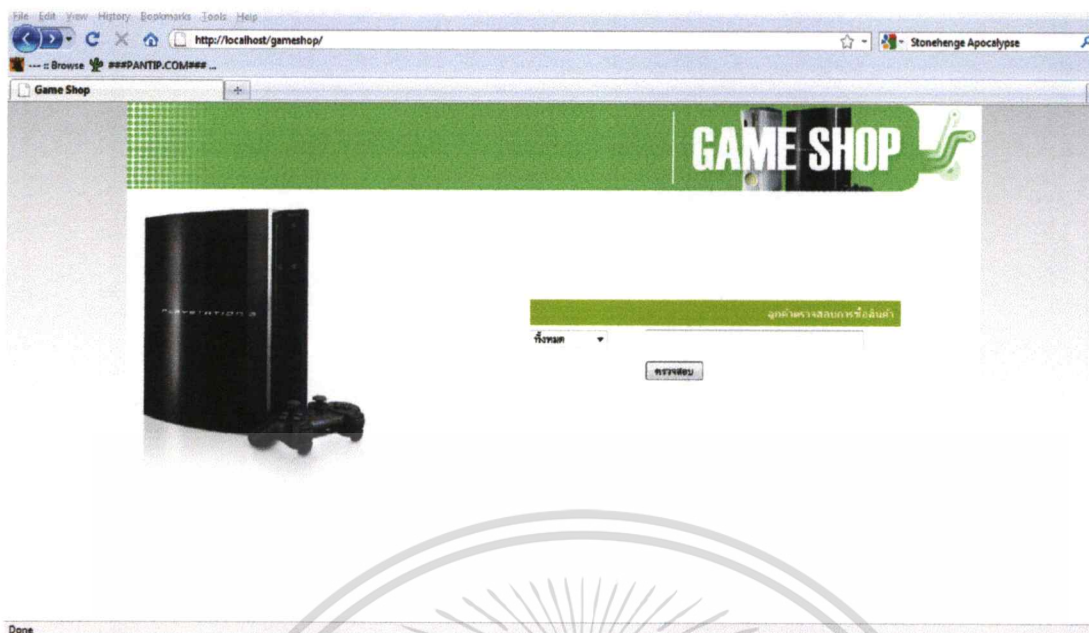 File Edit View History Bookmarks Tools Help
http://localhost/gameshop/
Stonehenge Apocalypse
--- :: Browse ###PANTIP.COM### ...
Game Shop
GAME SHOP
PLAYSTATION 3
ลูกค้าตรวจสอบการซื้อสินค้า
ทั้งหมด
ตรวจสอบ
Done